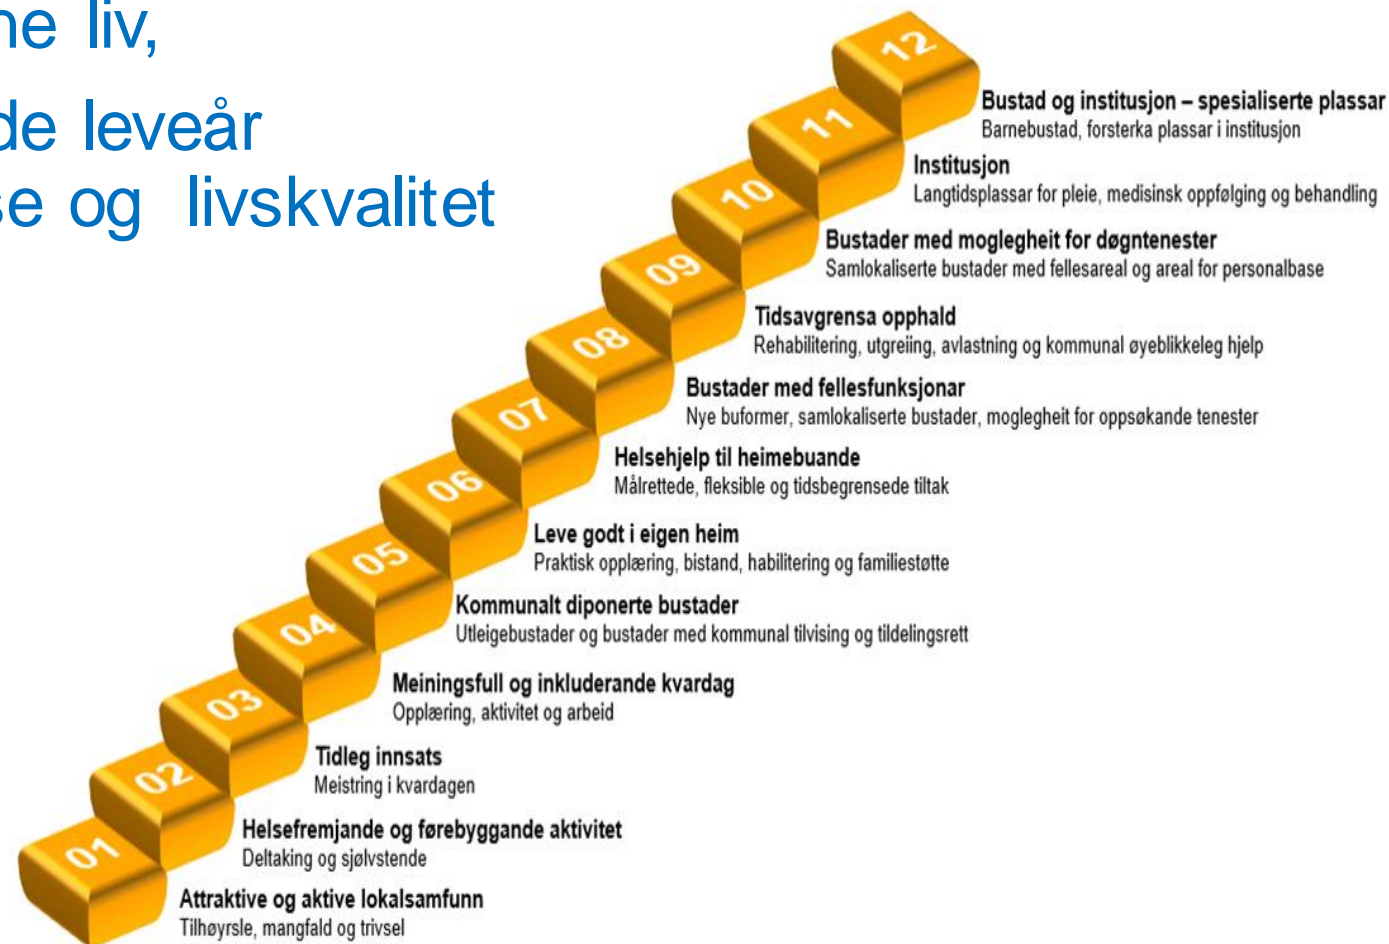 ne liv,
de leveår
se og livskvalitet
12
Bustad og institusjon – spesialiserte plassar
Barnebustad, forsterka plassar i institusjon
11
Institusjon
Langtidsplassar for pleie, medisinsk oppfølging og behandling
10
Bustader med moglegheit for døgntenester
Samlokaliserte bustader med fellesareal og areal for personalbase
09
Tidsavgrensa opphald
Rehabilitering, utgreiing, avlastning og kommunal øyeblikkeleg hjelp
08
Bustader med fellesfunksjonar
Nye buformer, samlokaliserte bustader, moglegheit for oppsøkande tenester
07
Helsehjelp til heimebuande
Målrettede, fleksible og tidsbegrensede tiltak
06
Leve godt i eigen heim
Praktisk opplæring, bistand, habilitering og familiestøtte
05
Kommunalt diponerte bustader
Utleigebustader og bustader med kommunal tilvising og tildelingsrett
04
Meiningsfull og inkluderande kvardag
Opplæring, aktivitet og arbeid
03
Tidleg innsats
Meistring i kvardagen
02
Helsefremjande og førebyggande aktivitet
Deltaking og sjølvstende
01
Attraktive og aktive lokalsamfunn
Tilhøyrsle, mangfald og trivsel